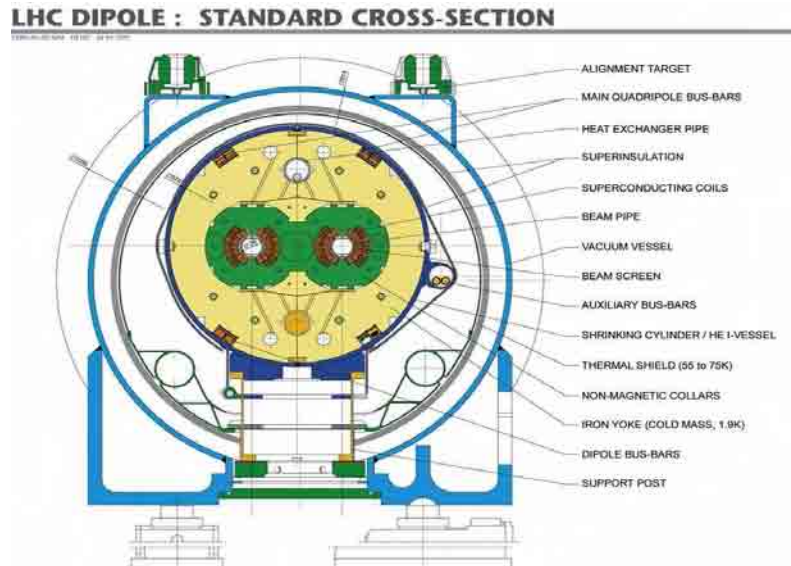 LHC DIPOLE : STANDARD CROSS-SECTION
ALIGNMENT TARGET
MAIN QUADRIPOLE BUS-BARS
HEAT EXCHANGER PIPE
SUPERINSULATION
SUPERCONDUCTING COILS
BEAM PIPE
VACUUM VESSEL
BEAM SCREEN
AUXILIARY BUS-BARS
SHRINKING CYLINDER / HE I-VESSEL
THERMAL SHIELD (55 to 75K)
NON-MAGNETIC COLLARS
IRON YOKE (COLD MASS, 1.9K)
DIPOLE BUS-BARS
SUPPORT POST